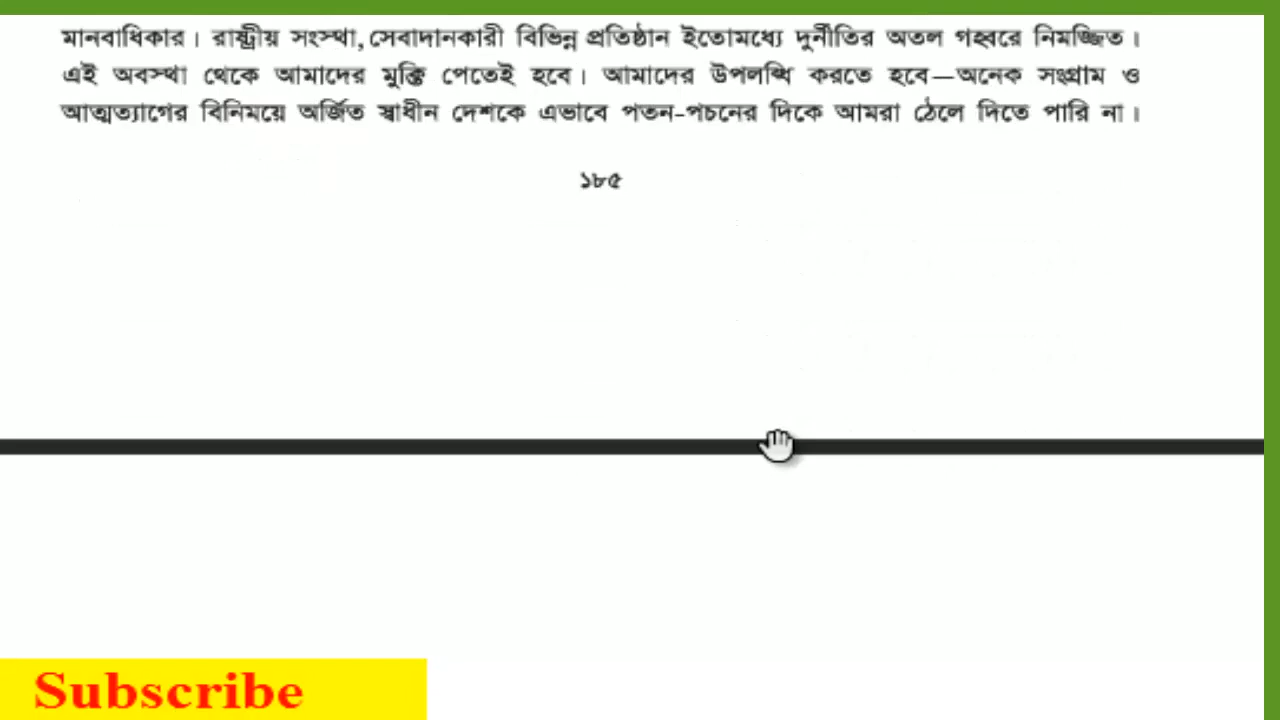 মানবাধিকার। রাষ্ট্রীয় সংস্থা, সেবাদানকারী বিভিন্ন প্রতিষ্ঠান ইতোমধ্যে দুর্নীতির অতল গহ্বরে নিমজ্জিত।
এই অবস্থা থেকে আমাদের মুক্তি পেতেই হবে। আমাদের উপলব্ধি করতে হবে—অনেক সংগ্রাম ও
আত্মত্যাগের বিনিময়ে অর্জিত স্বাধীন দেশকে এভাবে পতন-পচনের দিকে আমরা ঠেলে দিতে পারি না।
১৮৫
Subscribe